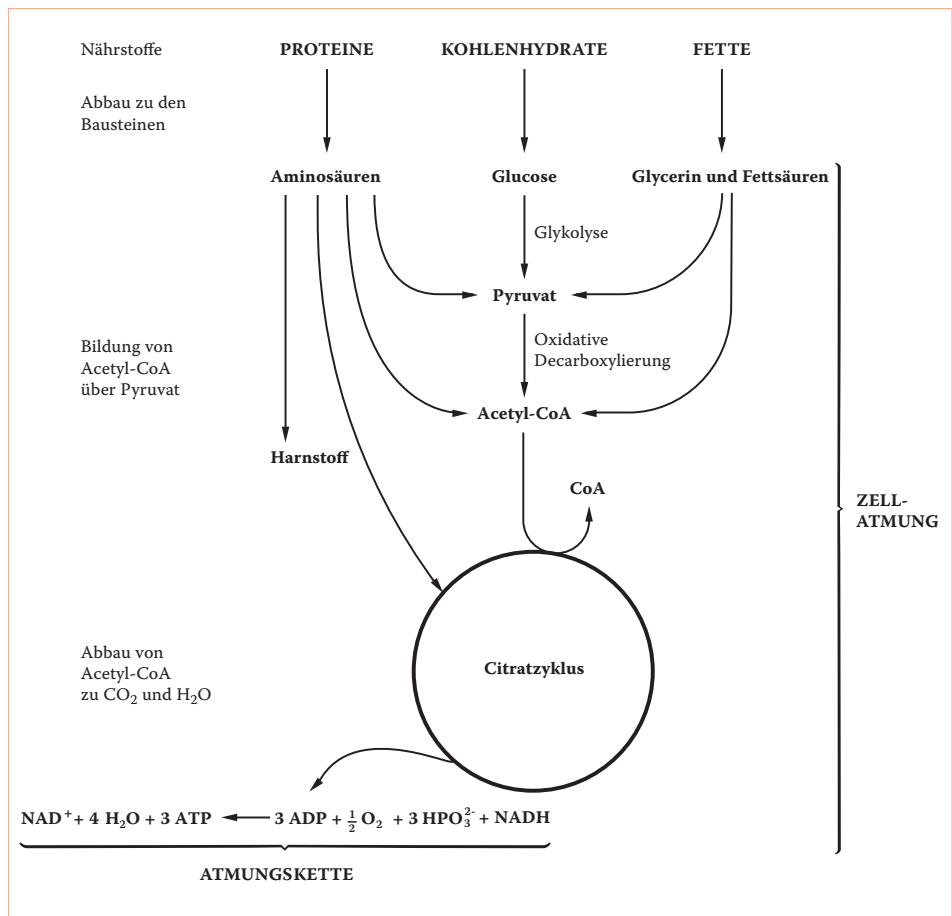 Nährstoffe
PROTEINE
KOHLENHYDRATE
FETTE
Abbau zu den
Bausteinen
Aminosäuren
Glucose
Glycerin und Fettsäuren
Glykolyse
Pyruvat
Bildung von
Acetyl-CoA
über Pyruvat
Oxidative
Decarboxylierung
Acetyl-CoA
Harnstoff
CoA
ZELL-
ATMUNG
Abbau von
Acetyl-CoA
zu CO₂ und H₂O
Citratzyklus
NAD⁺ + 4 H₂O + 3 ATP ← 3 ADP + ½ O₂ + 3 HPO₃²⁻ + NADH
ATMUNGSKETTE